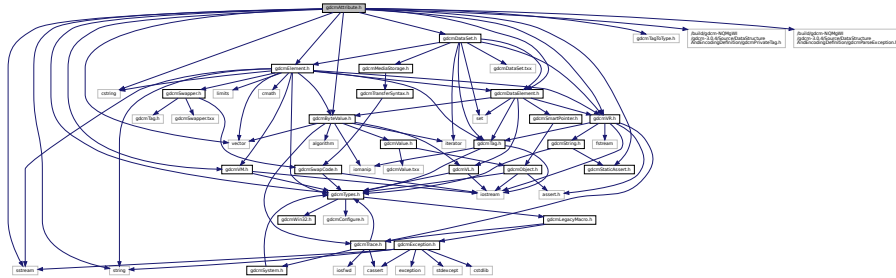 gdcmAttribute.h
gdcmDataSet.h
gdcmTagToType.h
/build/gdcm-NQMgWl
/gdcm-3.0.4/Source/DataStructure
AndEncodingDefinition/gdcmPrivateTag.h
/build/gdcm-NQMgWl
/gdcm-3.0.4/Source/DataStructure
AndEncodingDefinition/gdcmParseException.h
gdcmElement.h
gdcmMediaStorage.h
gdcmDataSet.txx
cstring
gdcmSwapper.h
limits
cmath
gdcmTransferSyntax.h
gdcmDataElement.h
gdcmTag.h
gdcmSwapper.txx
gdcmByteValue.h
set
gdcmSmartPointer.h
gdcmVR.h
vector
algorithm
gdcmValue.h
iterator
gdcmTag.h
gdcmString.h
fstream
gdcmVM.h
gdcmSwapCode.h
iomanip
gdcmValue.txx
gdcmVL.h
gdcmObject.h
gdcmStaticAssert.h
gdcmTypes.h
iostream
assert.h
gdcmWin32.h
gdcmConfigure.h
gdcmLegacyMacro.h
gdcmTrace.h
gdcmException.h
sstream
string
gdcmSystem.h
iosfwd
cassert
exception
stdexcept
cstdlib